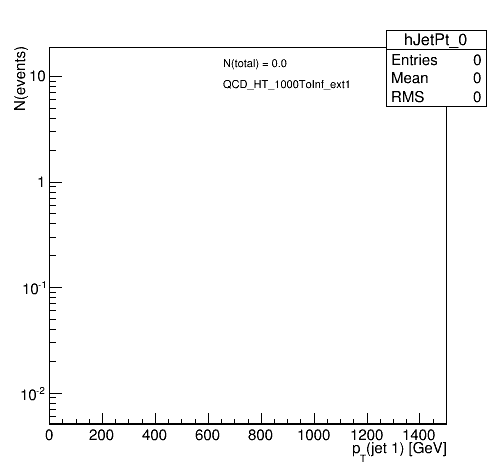 hJetPt_0
Entries 0
Mean 0
RMS 0
N(total) = 0.0
QCD_HT_1000ToInf_ext1
N(events)
10
1
10-1
10-2
0 200 400 600 800 1000 1200 1400
pT(jet 1) [GeV]